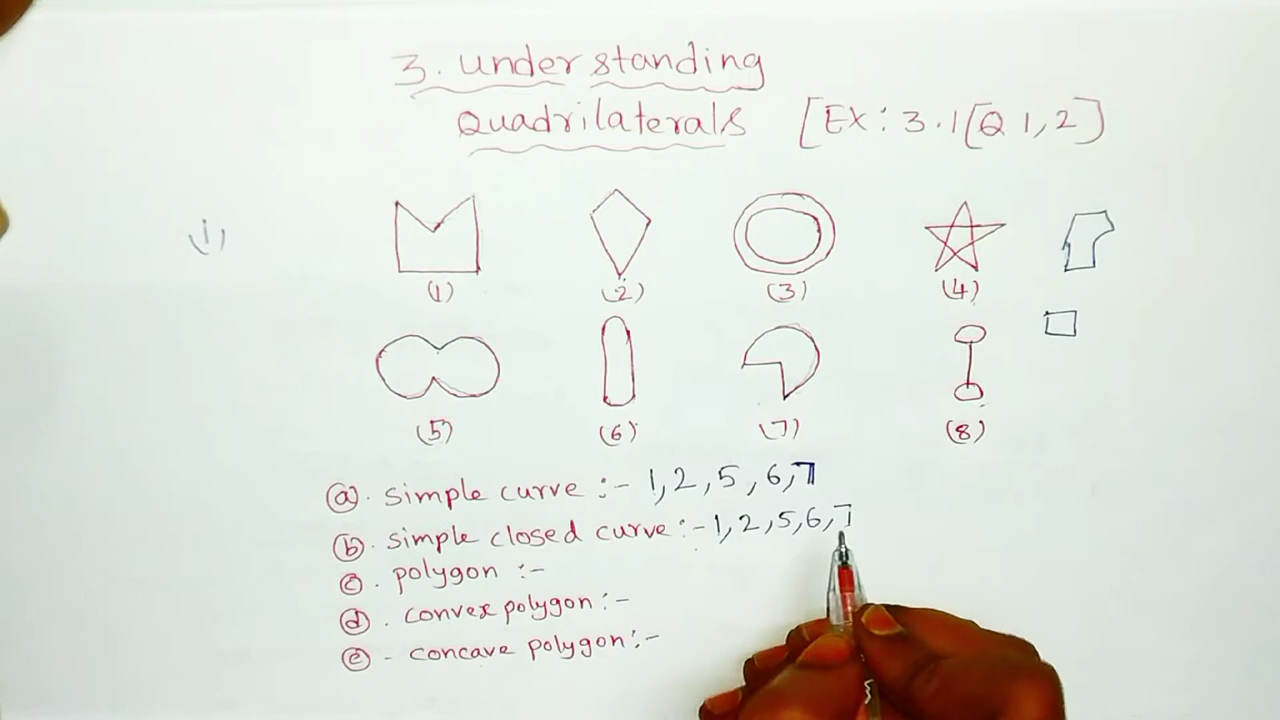 3. Understanding
Quadrilaterals [Ex: 3.1(Q 1,2)
1)
(1) (2) (3) (4)
(5) (6) (7) (8)
(a). simple curve :- 1,2,5,6,7
(b). simple closed curve :- 1,2,5,6,7
(c). polygon :-
(d). convex polygon :-
(e) - concave polygon :-